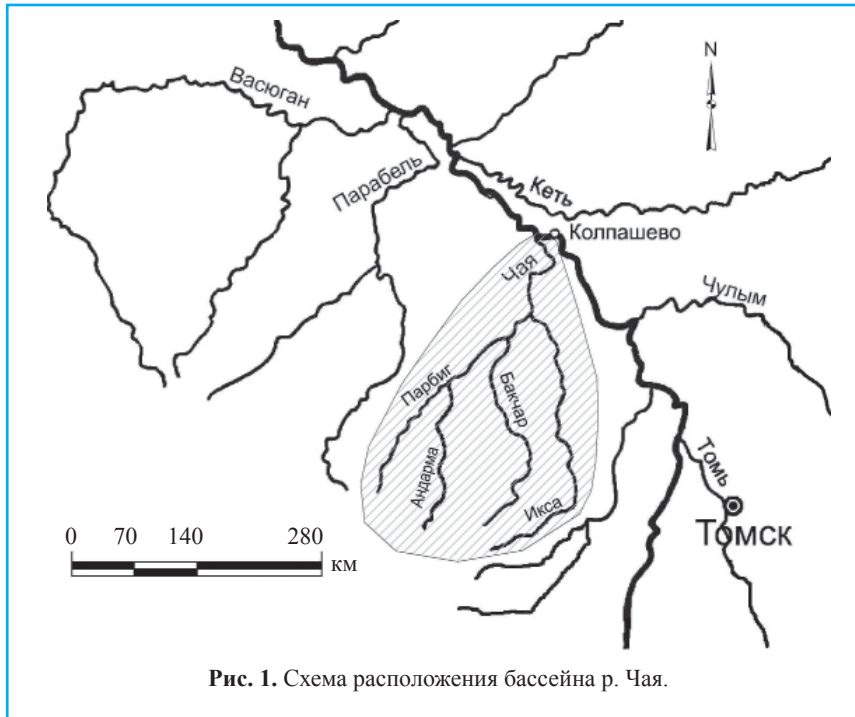 N
Васюган
Парабель
Кеть
Колпашево
Чая
Чулым
Парбиг
Бакчар
Андарма
Икса
Томь
Томск
0 70 140 280
км
Рис. 1. Схема расположения бассейна р. Чая.